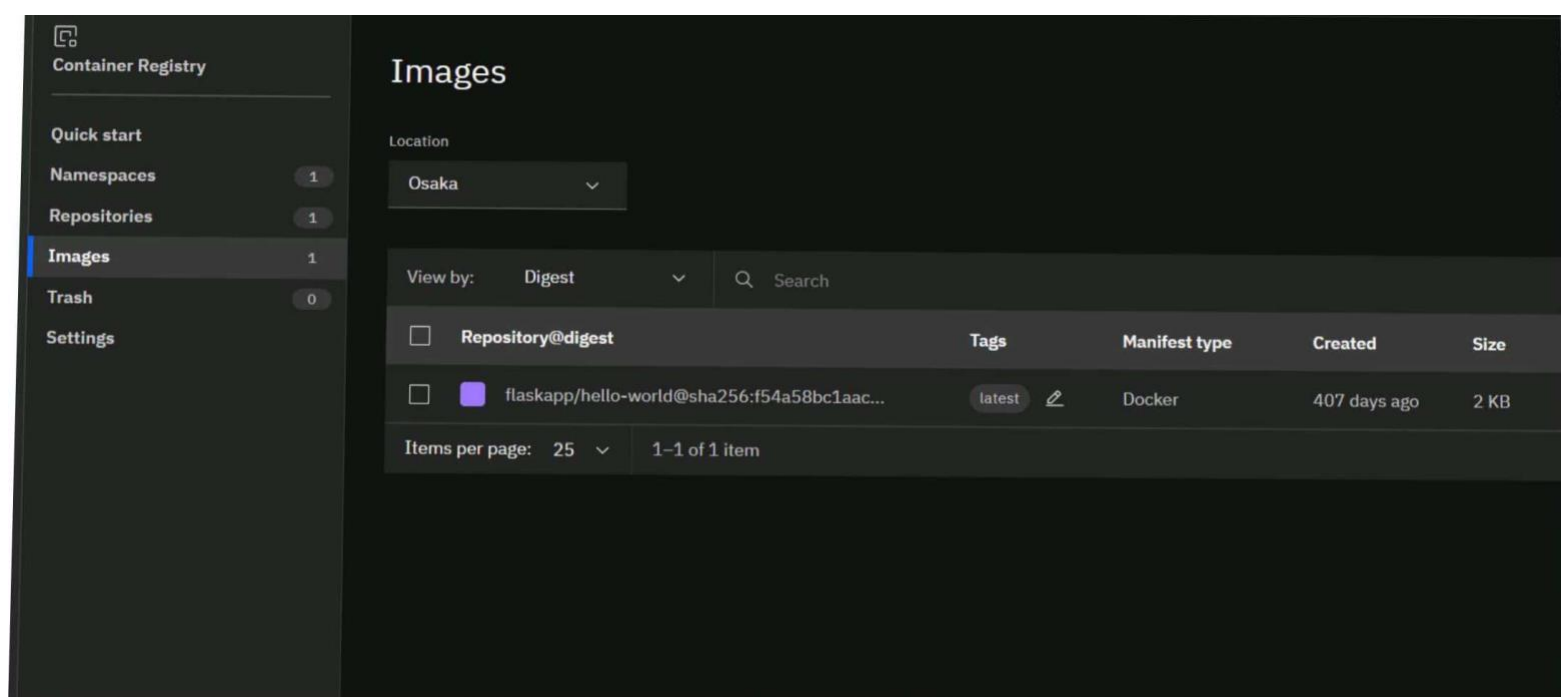 Container Registry
Quick start
Namespaces 1
Repositories 1
Images 1
Trash 0
Settings
Images
Location
Osaka
View by: Digest Search
Repository@digest Tags Manifest type Created Size
flaskapp/hello-world@sha256:f54a58bc1aac... latest Docker 407 days ago 2 KB
Items per page: 25 1–1 of 1 item